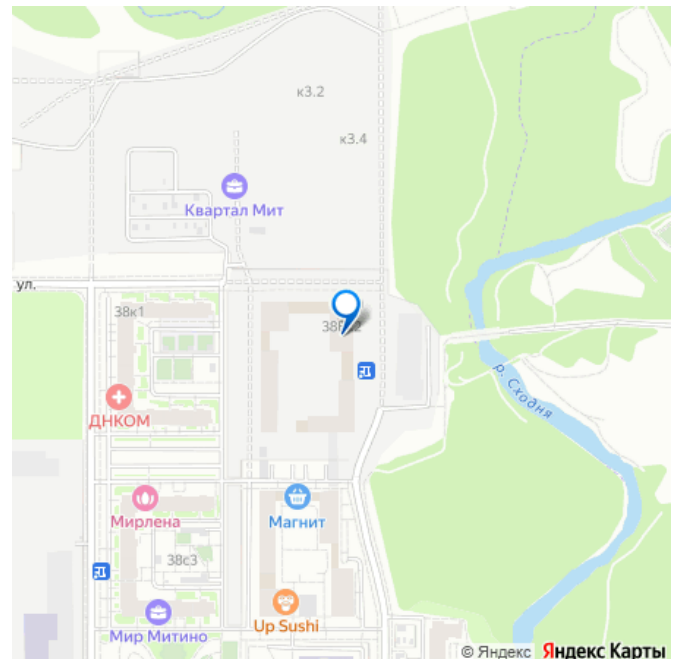 к3.2
к3.4
Квартал Мит
ул.
38к1
ДНКОМ
р. Сходня
Мирлена
Магнит
38с3
Up Sushi
Мир Митино
© Яндекс Яндекс Карты